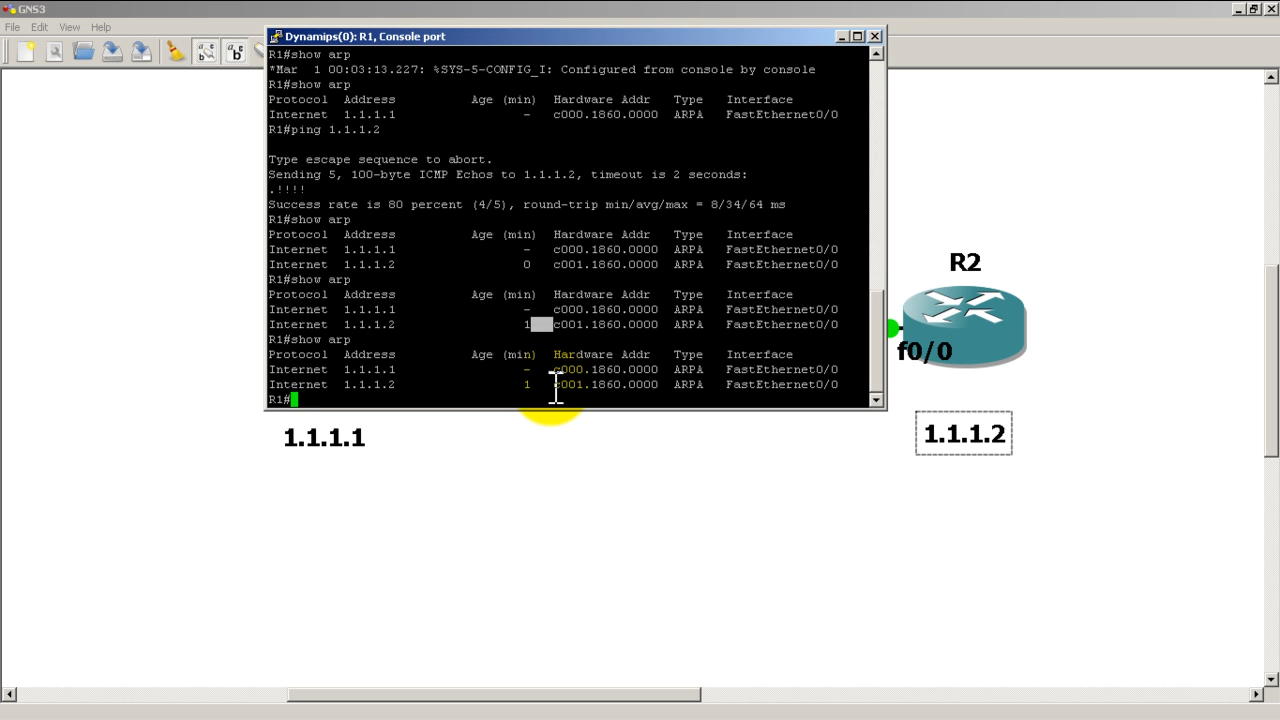 GNS3
File Edit View Help
Dynamips(0): R1, Console port
R1#show arp
*Mar  1 00:03:13.227: %SYS-5-CONFIG_I: Configured from console by console
R1#show arp
Protocol  Address          Age (min)  Hardware Addr   Type   Interface
Internet  1.1.1.1                 -   c000.1860.0000  ARPA   FastEthernet0/0
R1#ping 1.1.1.2
Type escape sequence to abort.
Sending 5, 100-byte ICMP Echos to 1.1.1.2, timeout is 2 seconds:
.!!!!
Success rate is 80 percent (4/5), round-trip min/avg/max = 8/34/64 ms
R1#show arp
Protocol  Address          Age (min)  Hardware Addr   Type   Interface
Internet  1.1.1.1                 -   c000.1860.0000  ARPA   FastEthernet0/0
Internet  1.1.1.2                 0   c001.1860.0000  ARPA   FastEthernet0/0
R1#show arp
Protocol  Address          Age (min)  Hardware Addr   Type   Interface
Internet  1.1.1.1                 -   c000.1860.0000  ARPA   FastEthernet0/0
Internet  1.1.1.2                 1   c001.1860.0000  ARPA   FastEthernet0/0
R1#show arp
Protocol  Address          Age (min)  Hardware Addr   Type   Interface
Internet  1.1.1.1                 -   c000.1860.0000  ARPA   FastEthernet0/0
Internet  1.1.1.2                 1   c001.1860.0000  ARPA   FastEthernet0/0
R1#
R2
f0/0
1.1.1.1
1.1.1.2